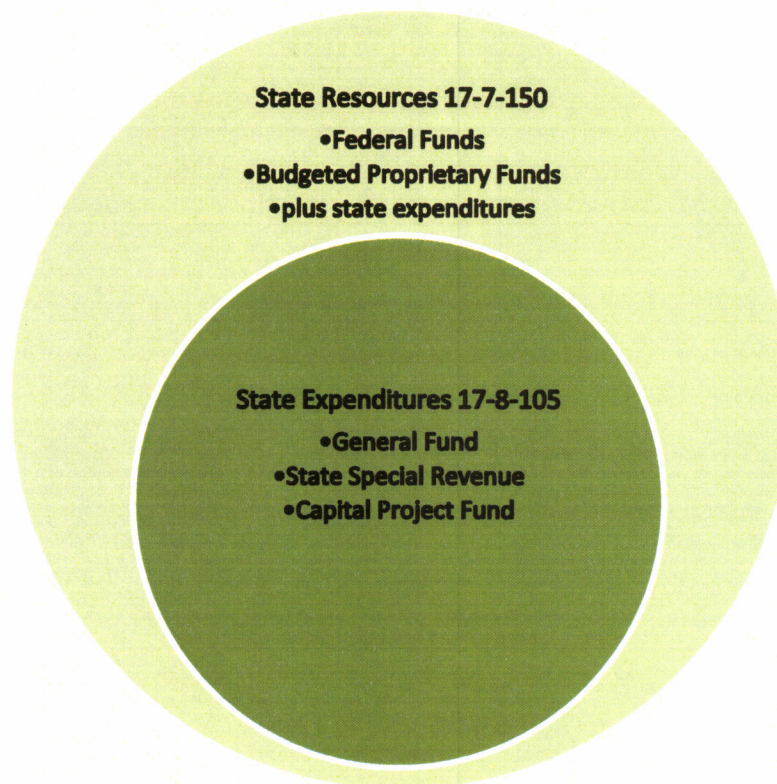 State Resources 17-7-150
•Federal Funds
•Budgeted Proprietary Funds
•plus state expenditures
State Expenditures 17-8-105
•General Fund
•State Special Revenue
•Capital Project Fund